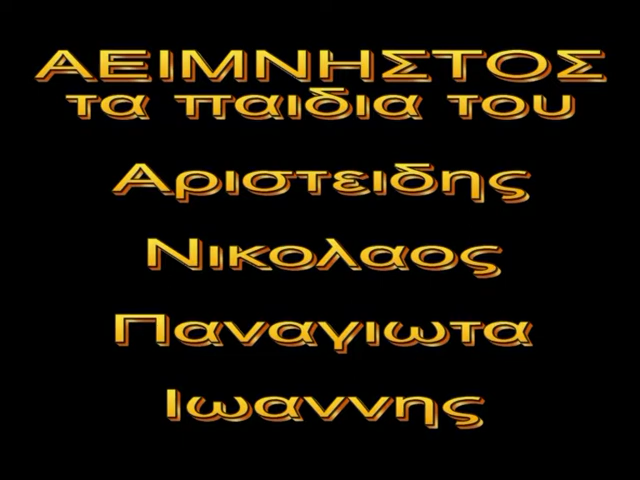 ΑΕΙΜΝΗΣΤΟΣ
τα παιδια του
Αριστειδης
Νικολαος
Παναγιωτα
Ιωαννης